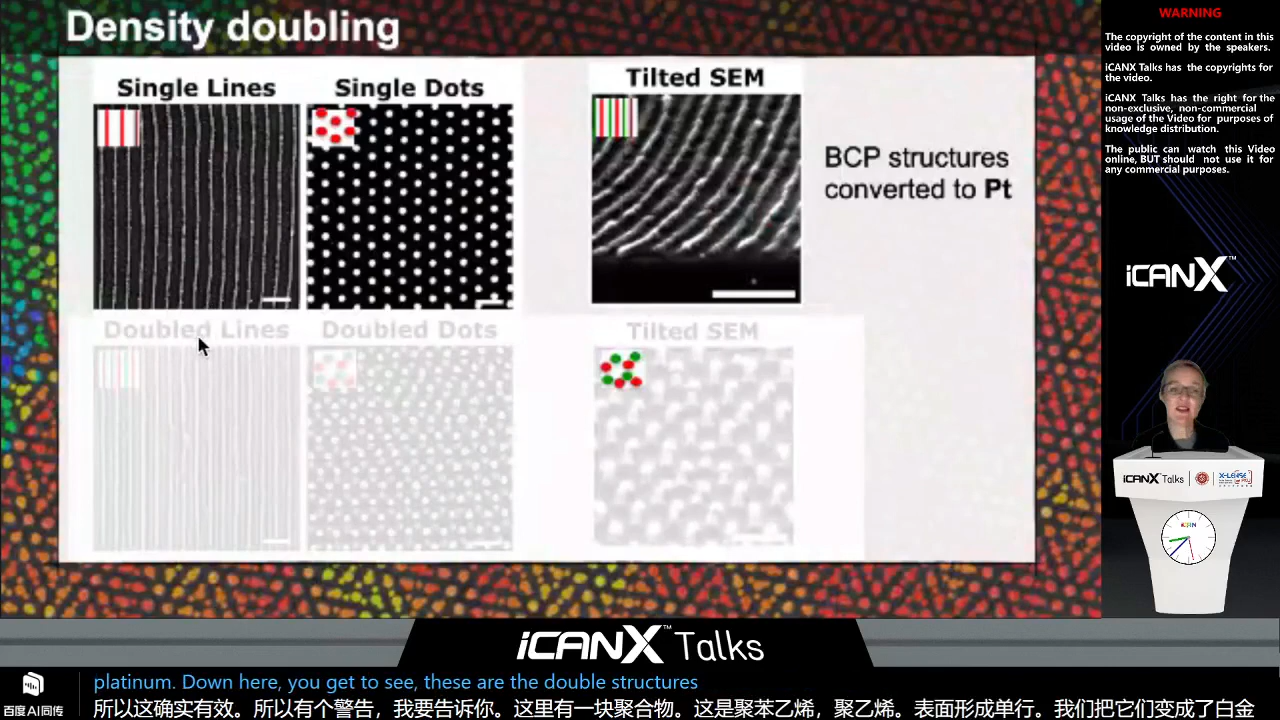 Density doubling
Single Lines
Single Dots
Tilted SEM
BCP structures
converted to Pt
Doubled Lines
Doubled Dots
Tilted SEM
WARNING
The copyright of the content in this
video is owned by the speakers.
iCANX Talks has the copyrights for
the video.
iCANX Talks has the right for the
non-exclusive, non-commercial
usage of the Video for purposes of
knowledge distribution.
The public can watch this Video
online, BUT should not use it for
any commercial purposes.
iCANX™
iCANX Talks
X-LENSE
iCANX™ Talks
百度AI同传
platinum. Down here, you get to see, these are the double structures
所以这确实有效。所以有个警告，我要告诉你。这里有一块聚合物。这是聚苯乙烯，聚乙烯。表面形成单行。我们把它们变成了白金